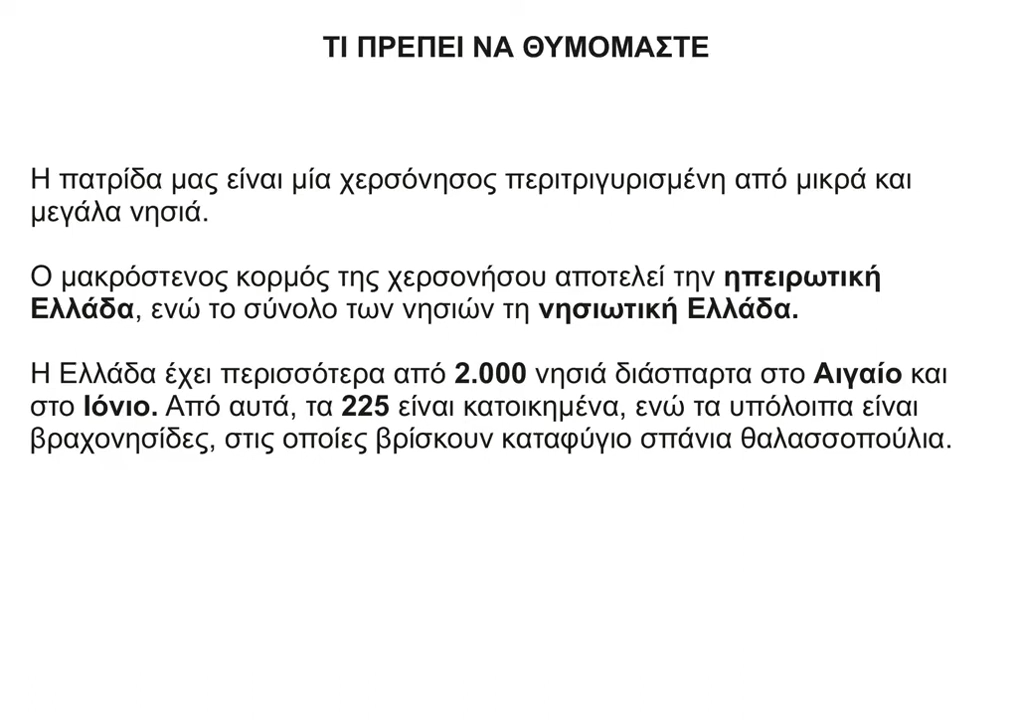 ΤΙ ΠΡΕΠΕΙ ΝΑ ΘΥΜΟΜΑΣΤΕ
Η πατρίδα μας είναι μία χερσόνησος περιτριγυρισμένη από μικρά και
μεγάλα νησιά.
Ο μακρόστενος κορμός της χερσονήσου αποτελεί την ηπειρωτική
Ελλάδα, ενώ το σύνολο των νησιών τη νησιωτική Ελλάδα.
Η Ελλάδα έχει περισσότερα από 2.000 νησιά διάσπαρτα στο Αιγαίο και
στο Ιόνιο. Από αυτά, τα 225 είναι κατοικημένα, ενώ τα υπόλοιπα είναι
βραχονησίδες, στις οποίες βρίσκουν καταφύγιο σπάνια θαλασσοπούλια.